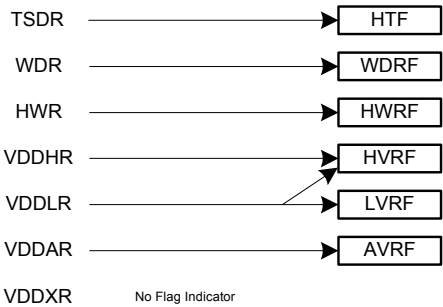 TSDR HTF
WDR WDRF
HWR HWRF
VDDHR HVRF
VDDLR LVRF
VDDAR AVRF
VDDXR No Flag Indicator